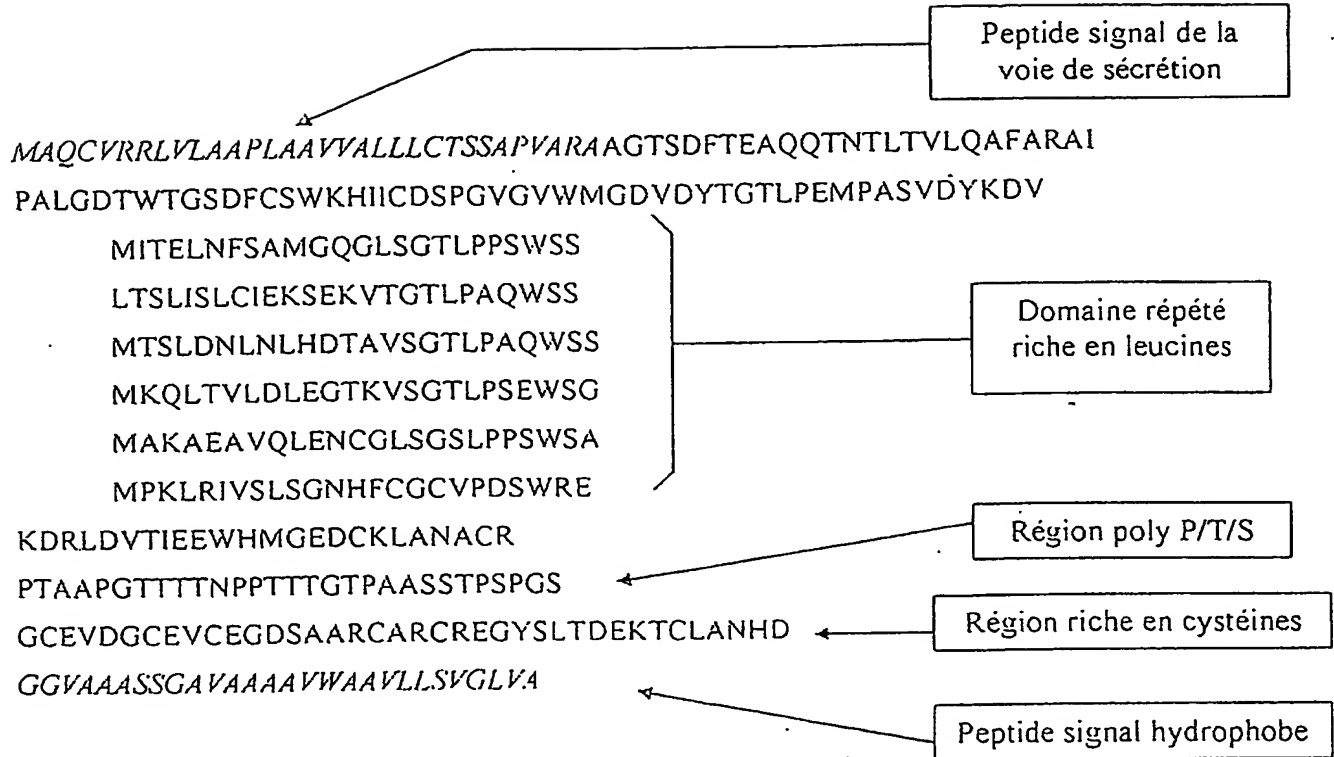 Peptide signal de la
voie de sécrétion
MAQCVRRLVLAAPLAAVVALLLCTSSAPVARAAGTSDFTEAQQTNTLTVLQAFARAI
PALGDTWTGSDFCSWKHIICDSPGVGVWMGDVDYTGTLPEMPASVDYKDV
MITELNFSAMGQGLSGTLPPSWSS
LTSLISLCIEKSEKVTGTLPAQWSS
MTSLDNLNLHDTAVSGTLPAQWSS
Domaine répété
riche en leucines
MKQLTVLDLEGTKVSGTLPSEWSG
MAKAEAVQLENCGLSGSLPPSWSA
MPKLRIVSLSGNHFCGCVPDSWRE
KDRLDVTIEEWHMGEDCKLANACR
Région poly P/T/S
PTAAPGTTTTNPPTTTGTPAASSTPSPGS
GCEVDGCEVCEGDSAARCARCREGYSLTDEKTCLANHD
Région riche en cystéines
GGVAAASSGAVAAAAVWAAVLLSVGLVA
Peptide signal hydrophobe